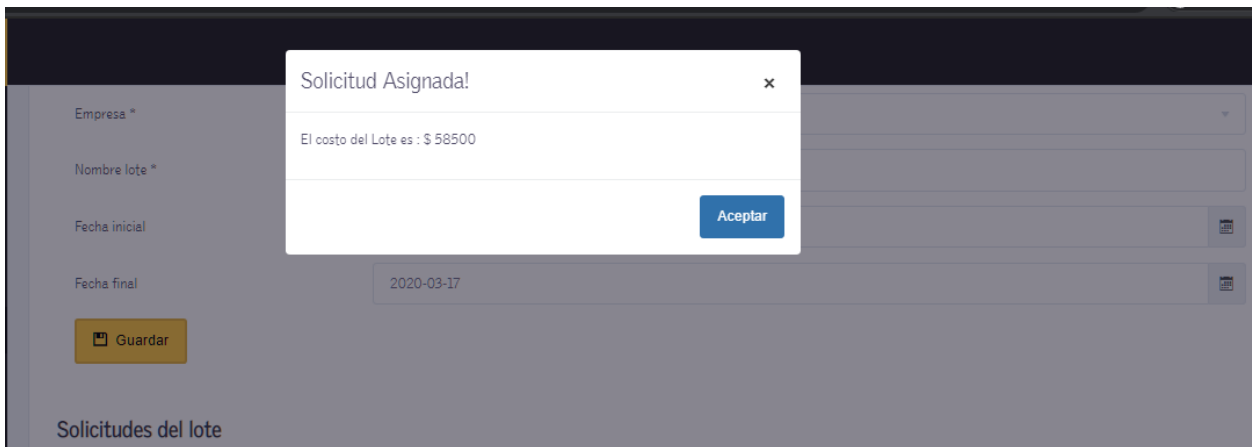 Solicitud Asignada!
×
El costo del Lote es : $ 58500
Aceptar
Empresa *
Nombre lote *
Fecha inicial
Fecha final
2020-03-17
Guardar
Solicitudes del lote